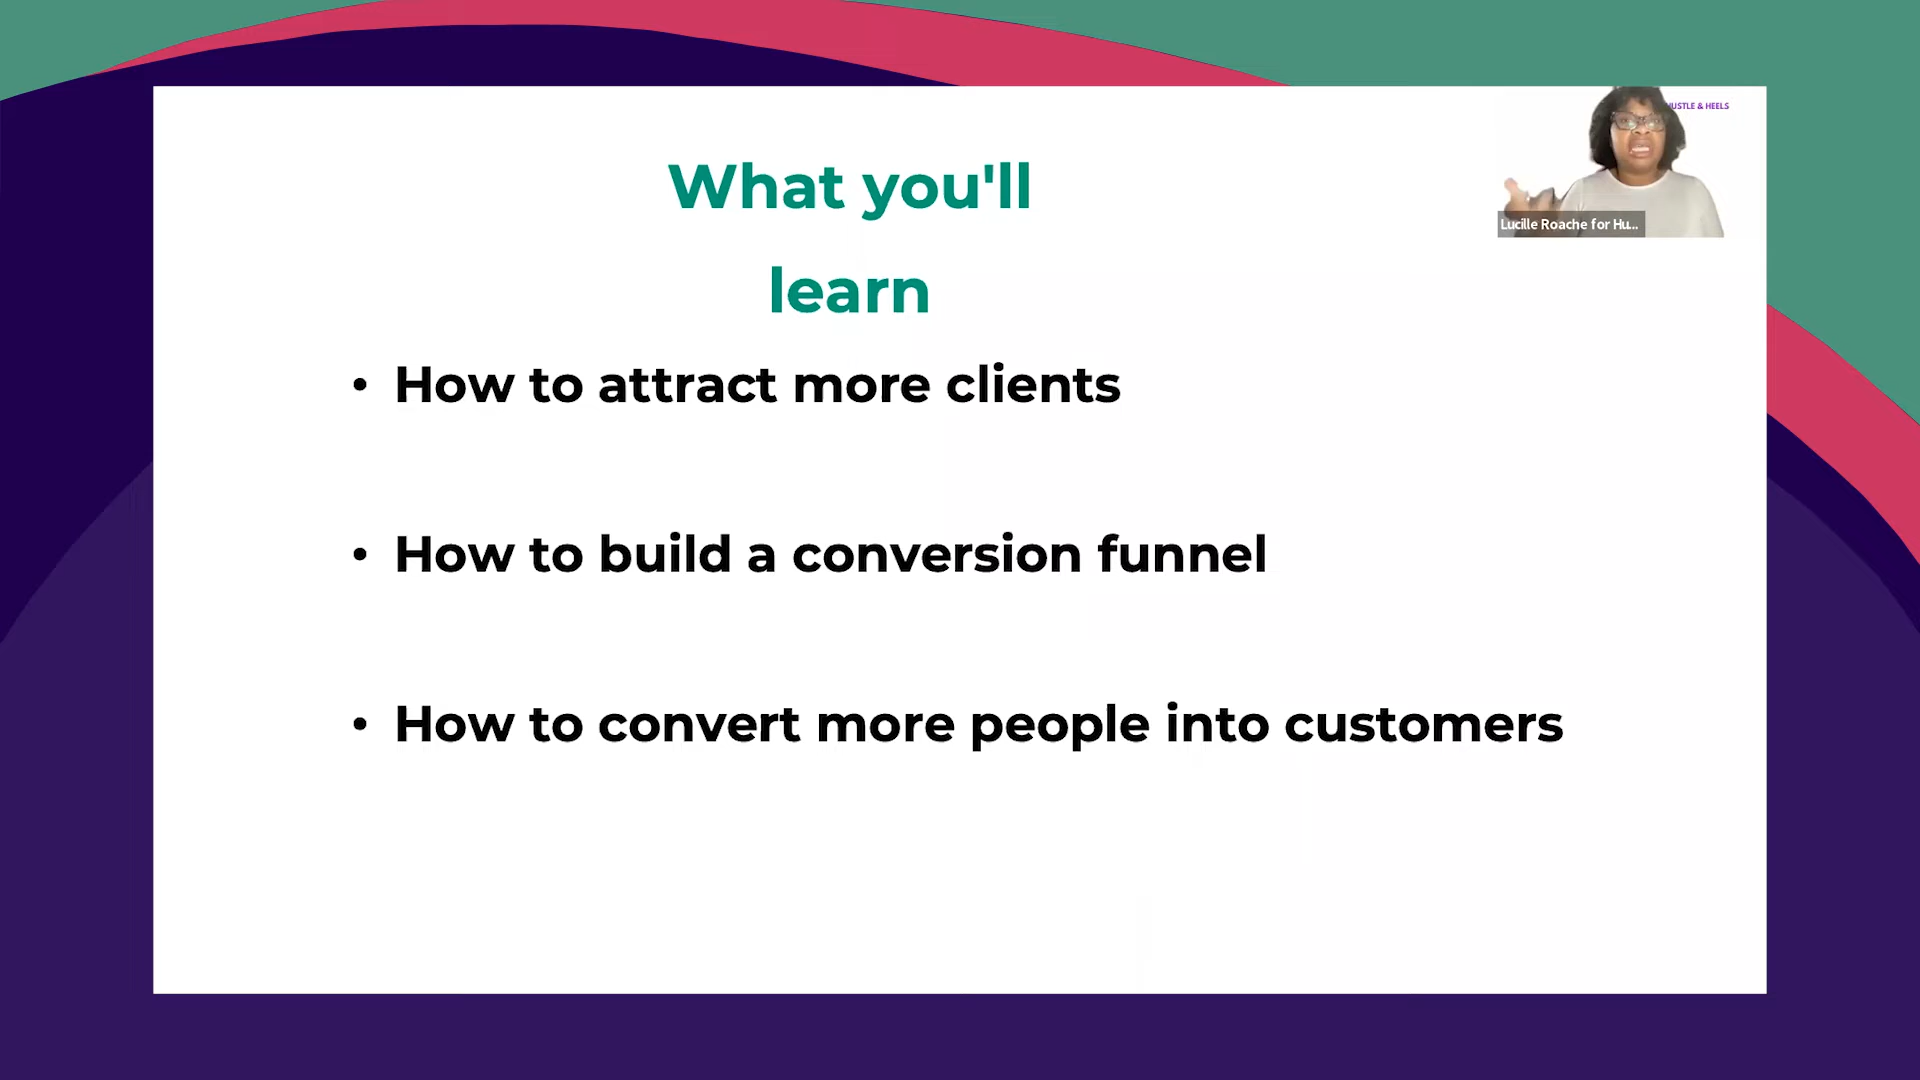 What you'll
learn
• How to attract more clients
• How to build a conversion funnel
• How to convert more people into customers
HEELS
Lucille Roache for Hu...